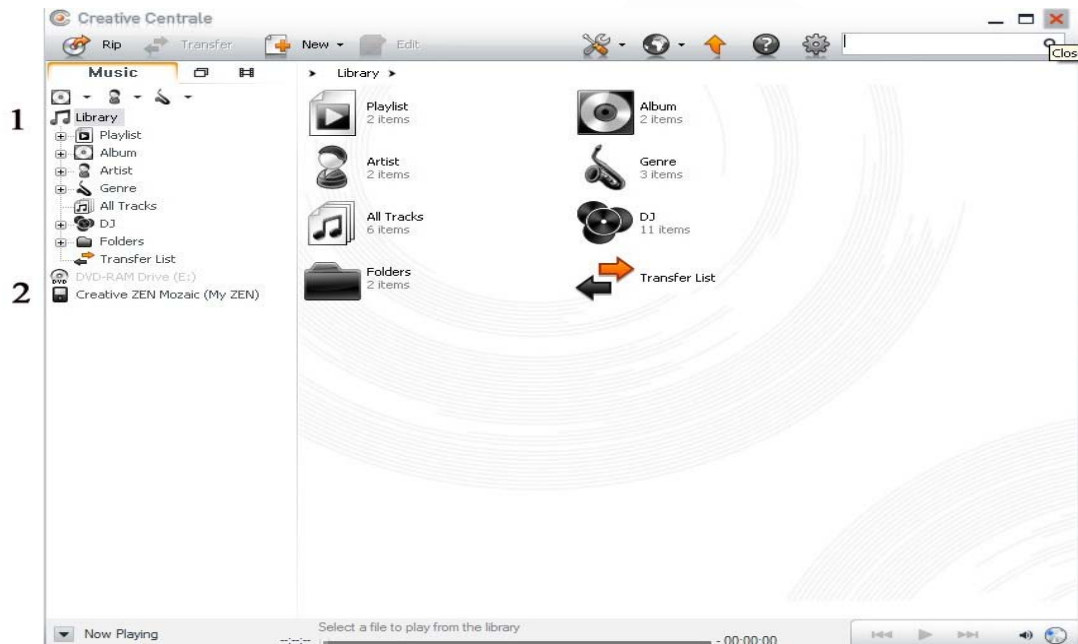 Creative Centrale
Rip Transfer New Edit
Clos
Music
Library
1
Library
Playlist
Album
Artist
Genre
All Tracks
DJ
Folders
Transfer List
DVD-RAM Drive (E:)
2
Creative ZEN Mozaic (My ZEN)
Playlist
2 items
Album
2 items
Artist
2 items
Genre
3 items
All Tracks
6 items
DJ
11 items
Folders
2 items
Transfer List
Now Playing
Select a file to play from the library
--:--:--
- 00:00:00